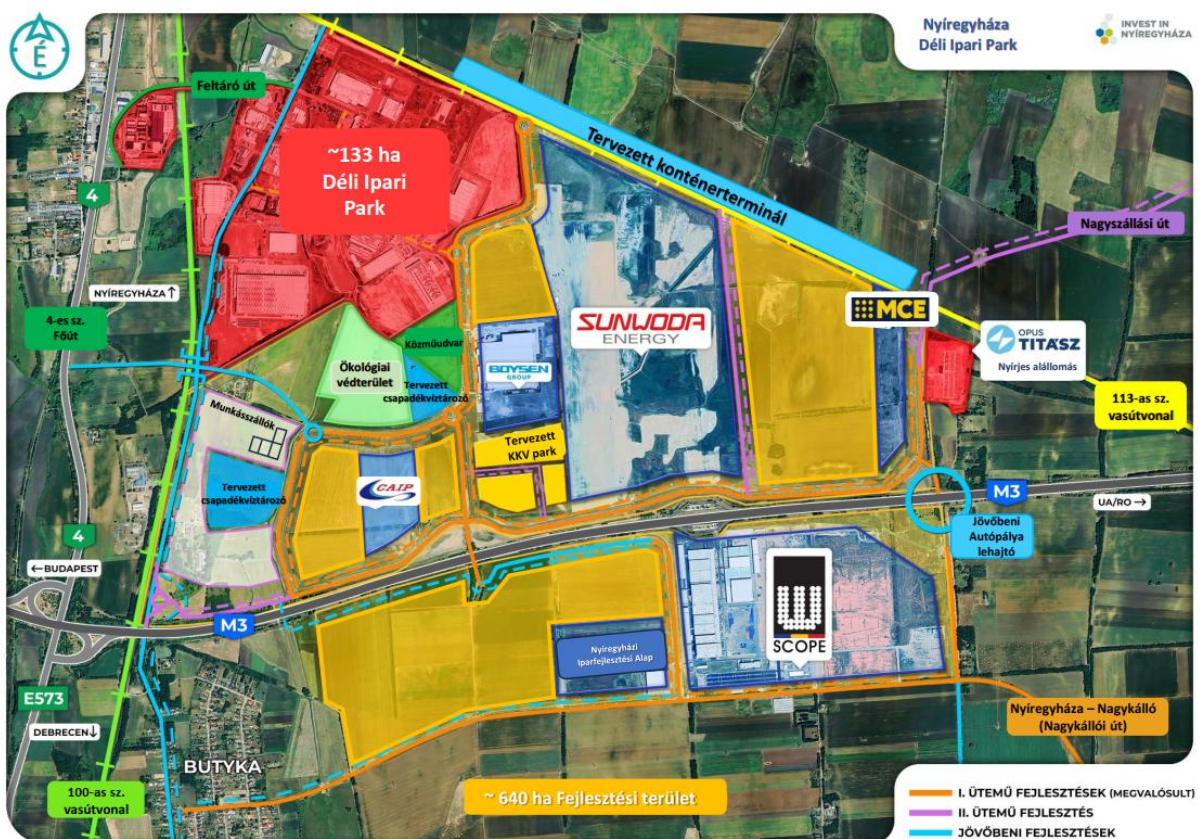 Nyíregyháza
Déli Ipari Park
INVEST IN
NYÍREGYHÁZA
É
Feltáró út
~133 ha
Déli Ipari
Park
Tervezett konténerterminál
4
Nagyszállási út
NYÍREGYHÁZA ↑
4-es sz.
Főút
SUNWODA
ENERGY
MCE
OPUS
TITÁSZ
Nyírjes alállomás
Közműudvar
Ökológiai
védterület
BOYSEN
GROUP
Tervezett
csapadékvíztározó
113-as sz.
vasútvonal
Munkásszállók
Tervezett
KKV park
Tervezett
csapadékvíztározó
CAIP
M3
UA/RO →
4
Jövőbeni
Autópálya
lehajtó
← BUDAPEST
M3
SCOPE
Nyíregyházi
Iparfejlesztési Alap
E573
DEBRECEN ↓
Nyíregyháza – Nagykálló
(Nagykállói út)
BUTYKA
100-as sz.
vasútvonal
~ 640 ha Fejlesztési terület
I. ÜTEMŰ FEJLESZTÉSEK (MEGVALÓSULT)
II. ÜTEMŰ FEJLESZTÉS
JÖVŐBENI FEJLESZTÉSEK